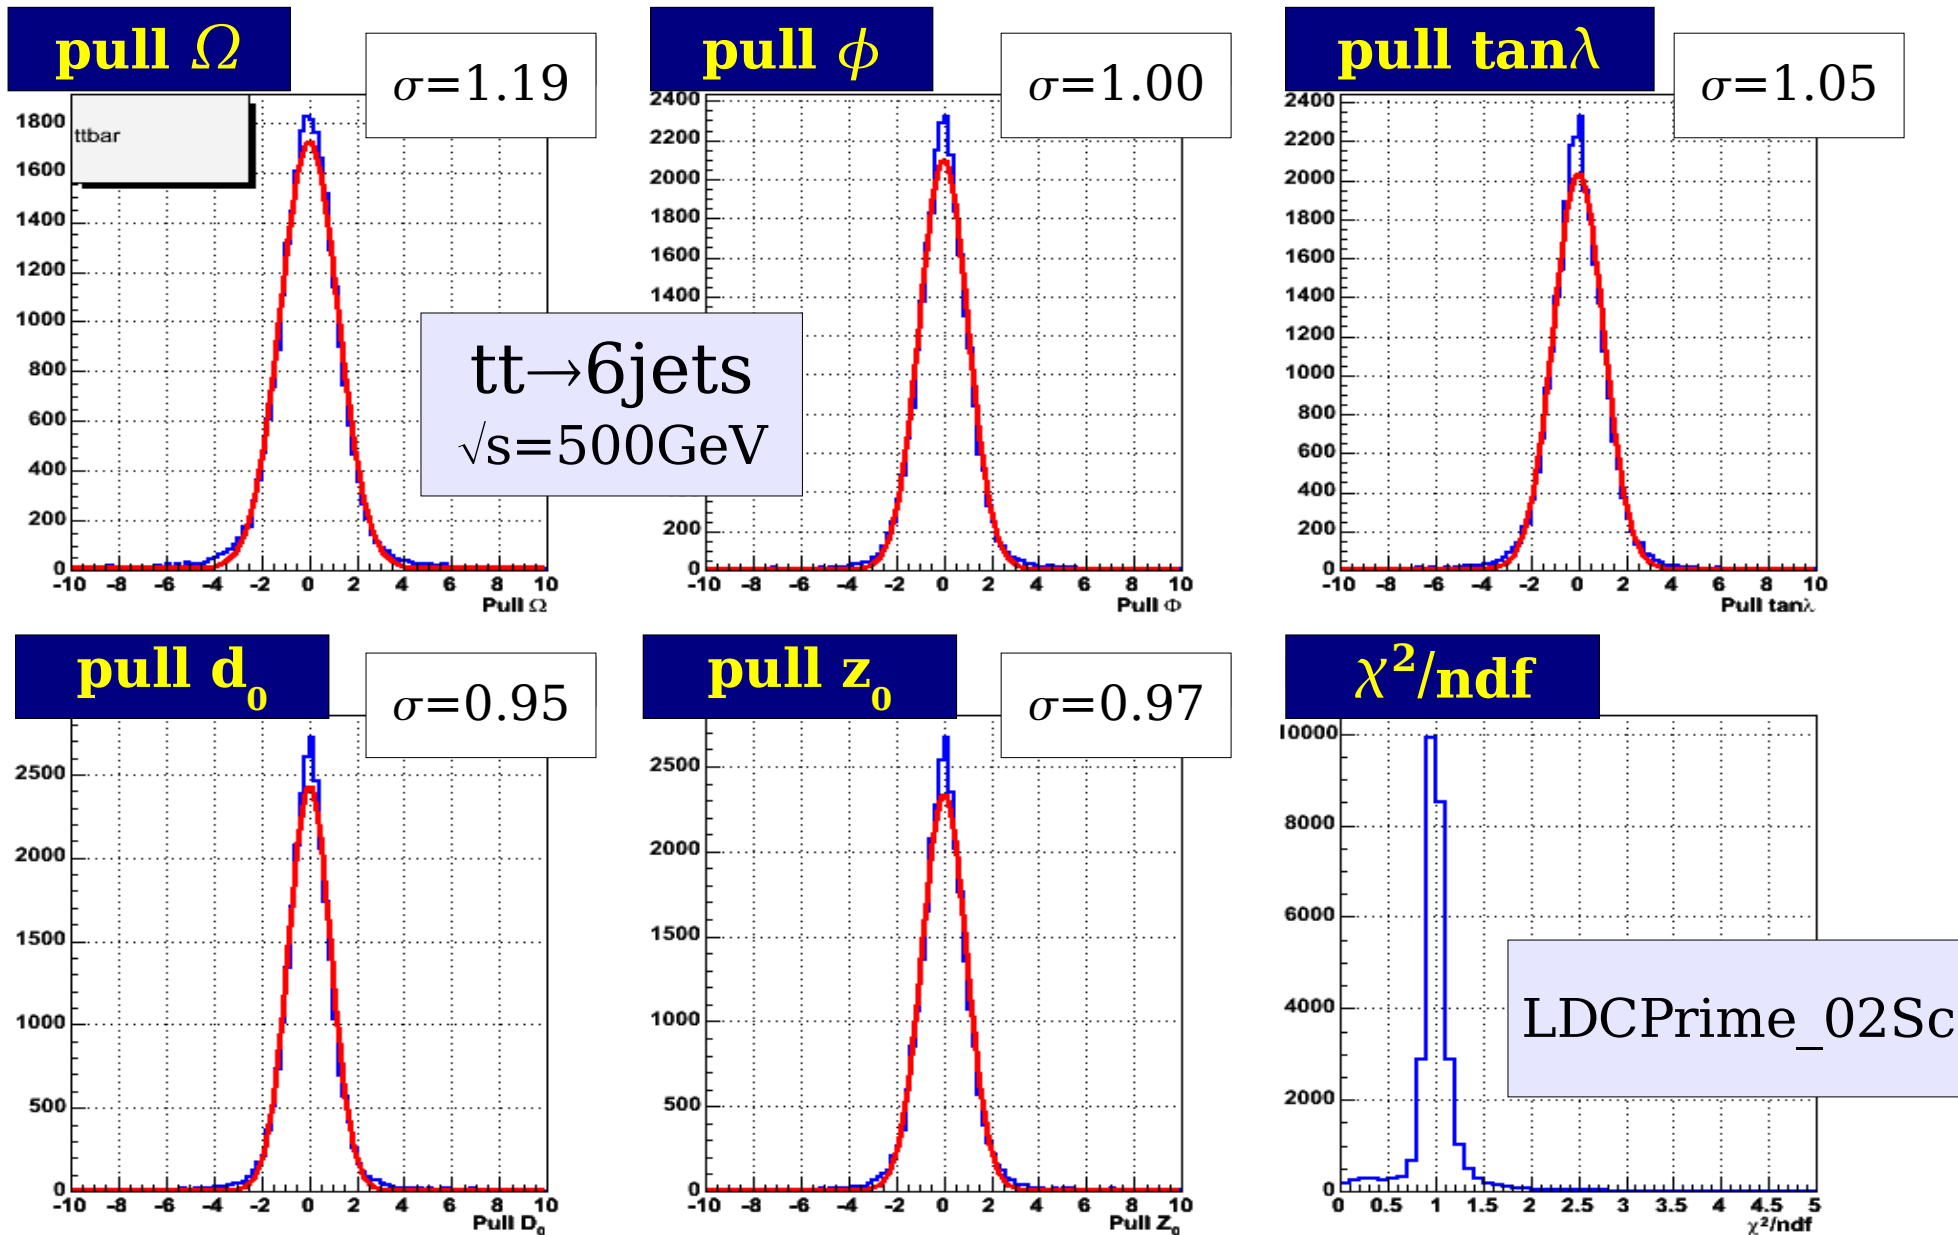 pull Ω
σ=1.19
ttbar
1800
1600
1400
1200
1000
800
600
400
200
0
-10 -8 -6 -4 -2 0 2 4 6 8 10
Pull Ω
pull ϕ
σ=1.00
2400
2200
2000
1800
1600
1400
200
0
-10 -8 -6 -4 -2 0 2 4 6 8 10
Pull Φ
pull tanλ
σ=1.05
2400
2200
2000
1800
1600
1400
1200
1000
800
600
400
200
0
-10 -8 -6 -4 -2 0 2 4 6 8 10
Pull tanλ
tt→6jets
√s=500GeV
pull d₀
σ=0.95
2500
2000
1500
1000
500
0
-10 -8 -6 -4 -2 0 2 4 6 8 10
Pull D₀
pull z₀
σ=0.97
2500
2000
1500
1000
500
0
-10 -8 -6 -4 -2 0 2 4 6 8 10
Pull Z₀
χ²/ndf
10000
8000
6000
4000
2000
0
0 0.5 1 1.5 2 2.5 3 3.5 4 4.5 5
χ²/ndf
LDCPrime_02Sc